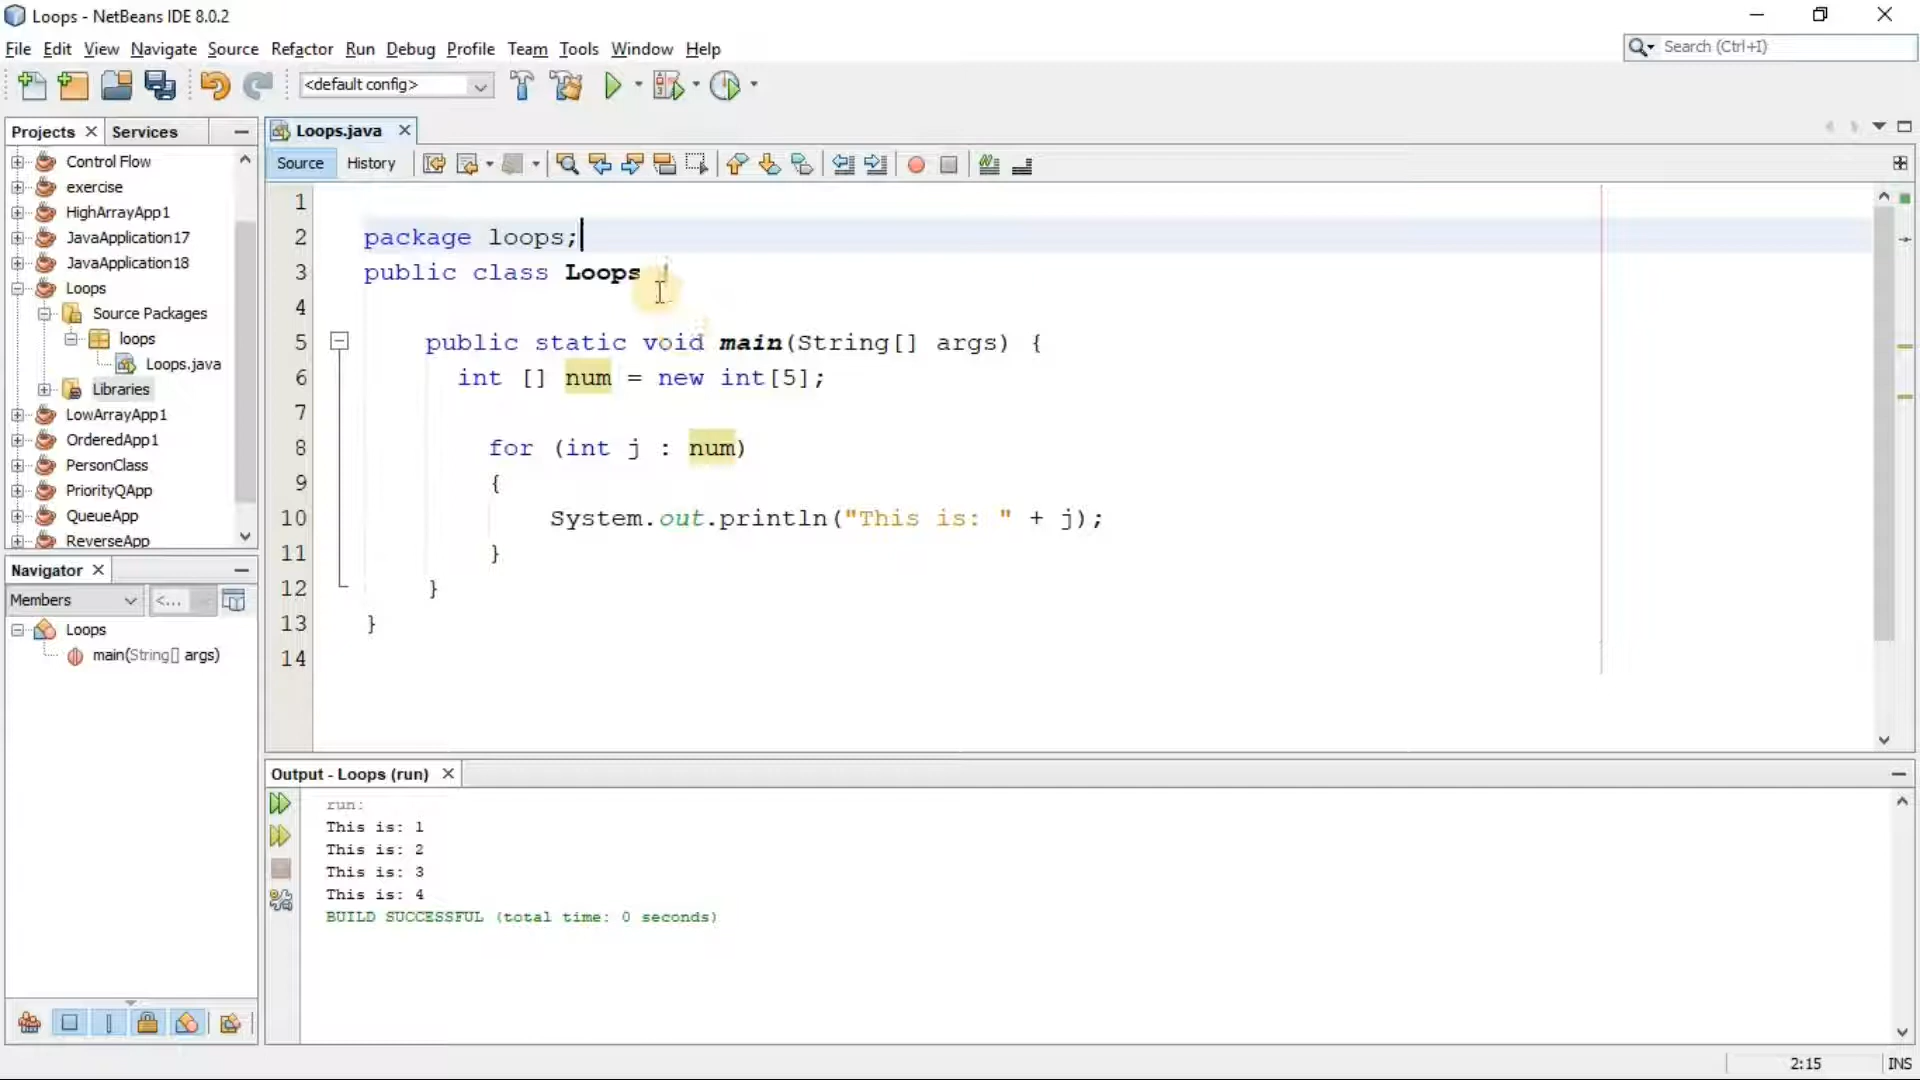 Loops - NetBeans IDE 8.0.2
File Edit View Navigate Source Refactor Run Debug Profile Team Tools Window Help
Search (Ctrl+I)
<default config>
Projects Services
Control Flow
exercise
HighArrayApp1
JavaApplication17
JavaApplication18
Loops
Source Packages
loops
Loops.java
Libraries
LowArrayApp1
OrderedApp1
PersonClass
PriorityQApp
QueueApp
ReverseApp
Navigator
Members <...
Loops
main(String[] args)
Loops.java
Source History
1
2 package loops;
3 public class Loops {
4
5 public static void main(String[] args) {
6 int [] num = new int[5];
7
8 for (int j : num)
9 {
10 System.out.println("This is: " + j);
11 }
12 }
13 }
14
Output - Loops (run)
run:
This is: 1
This is: 2
This is: 3
This is: 4
BUILD SUCCESSFUL (total time: 0 seconds)
2:15 INS